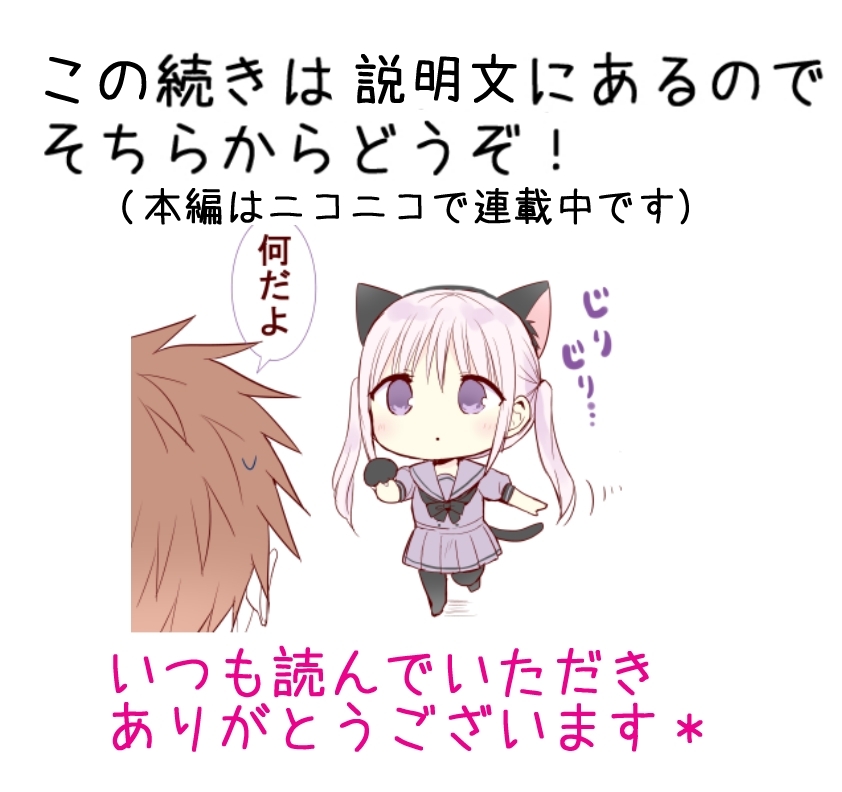 この続きは 説明文にあるので
そちらからどうぞ！
（本編はニコニコで連載中です）
何だよ
じり
じり…
いつも読んでいただき
ありがとうございます＊